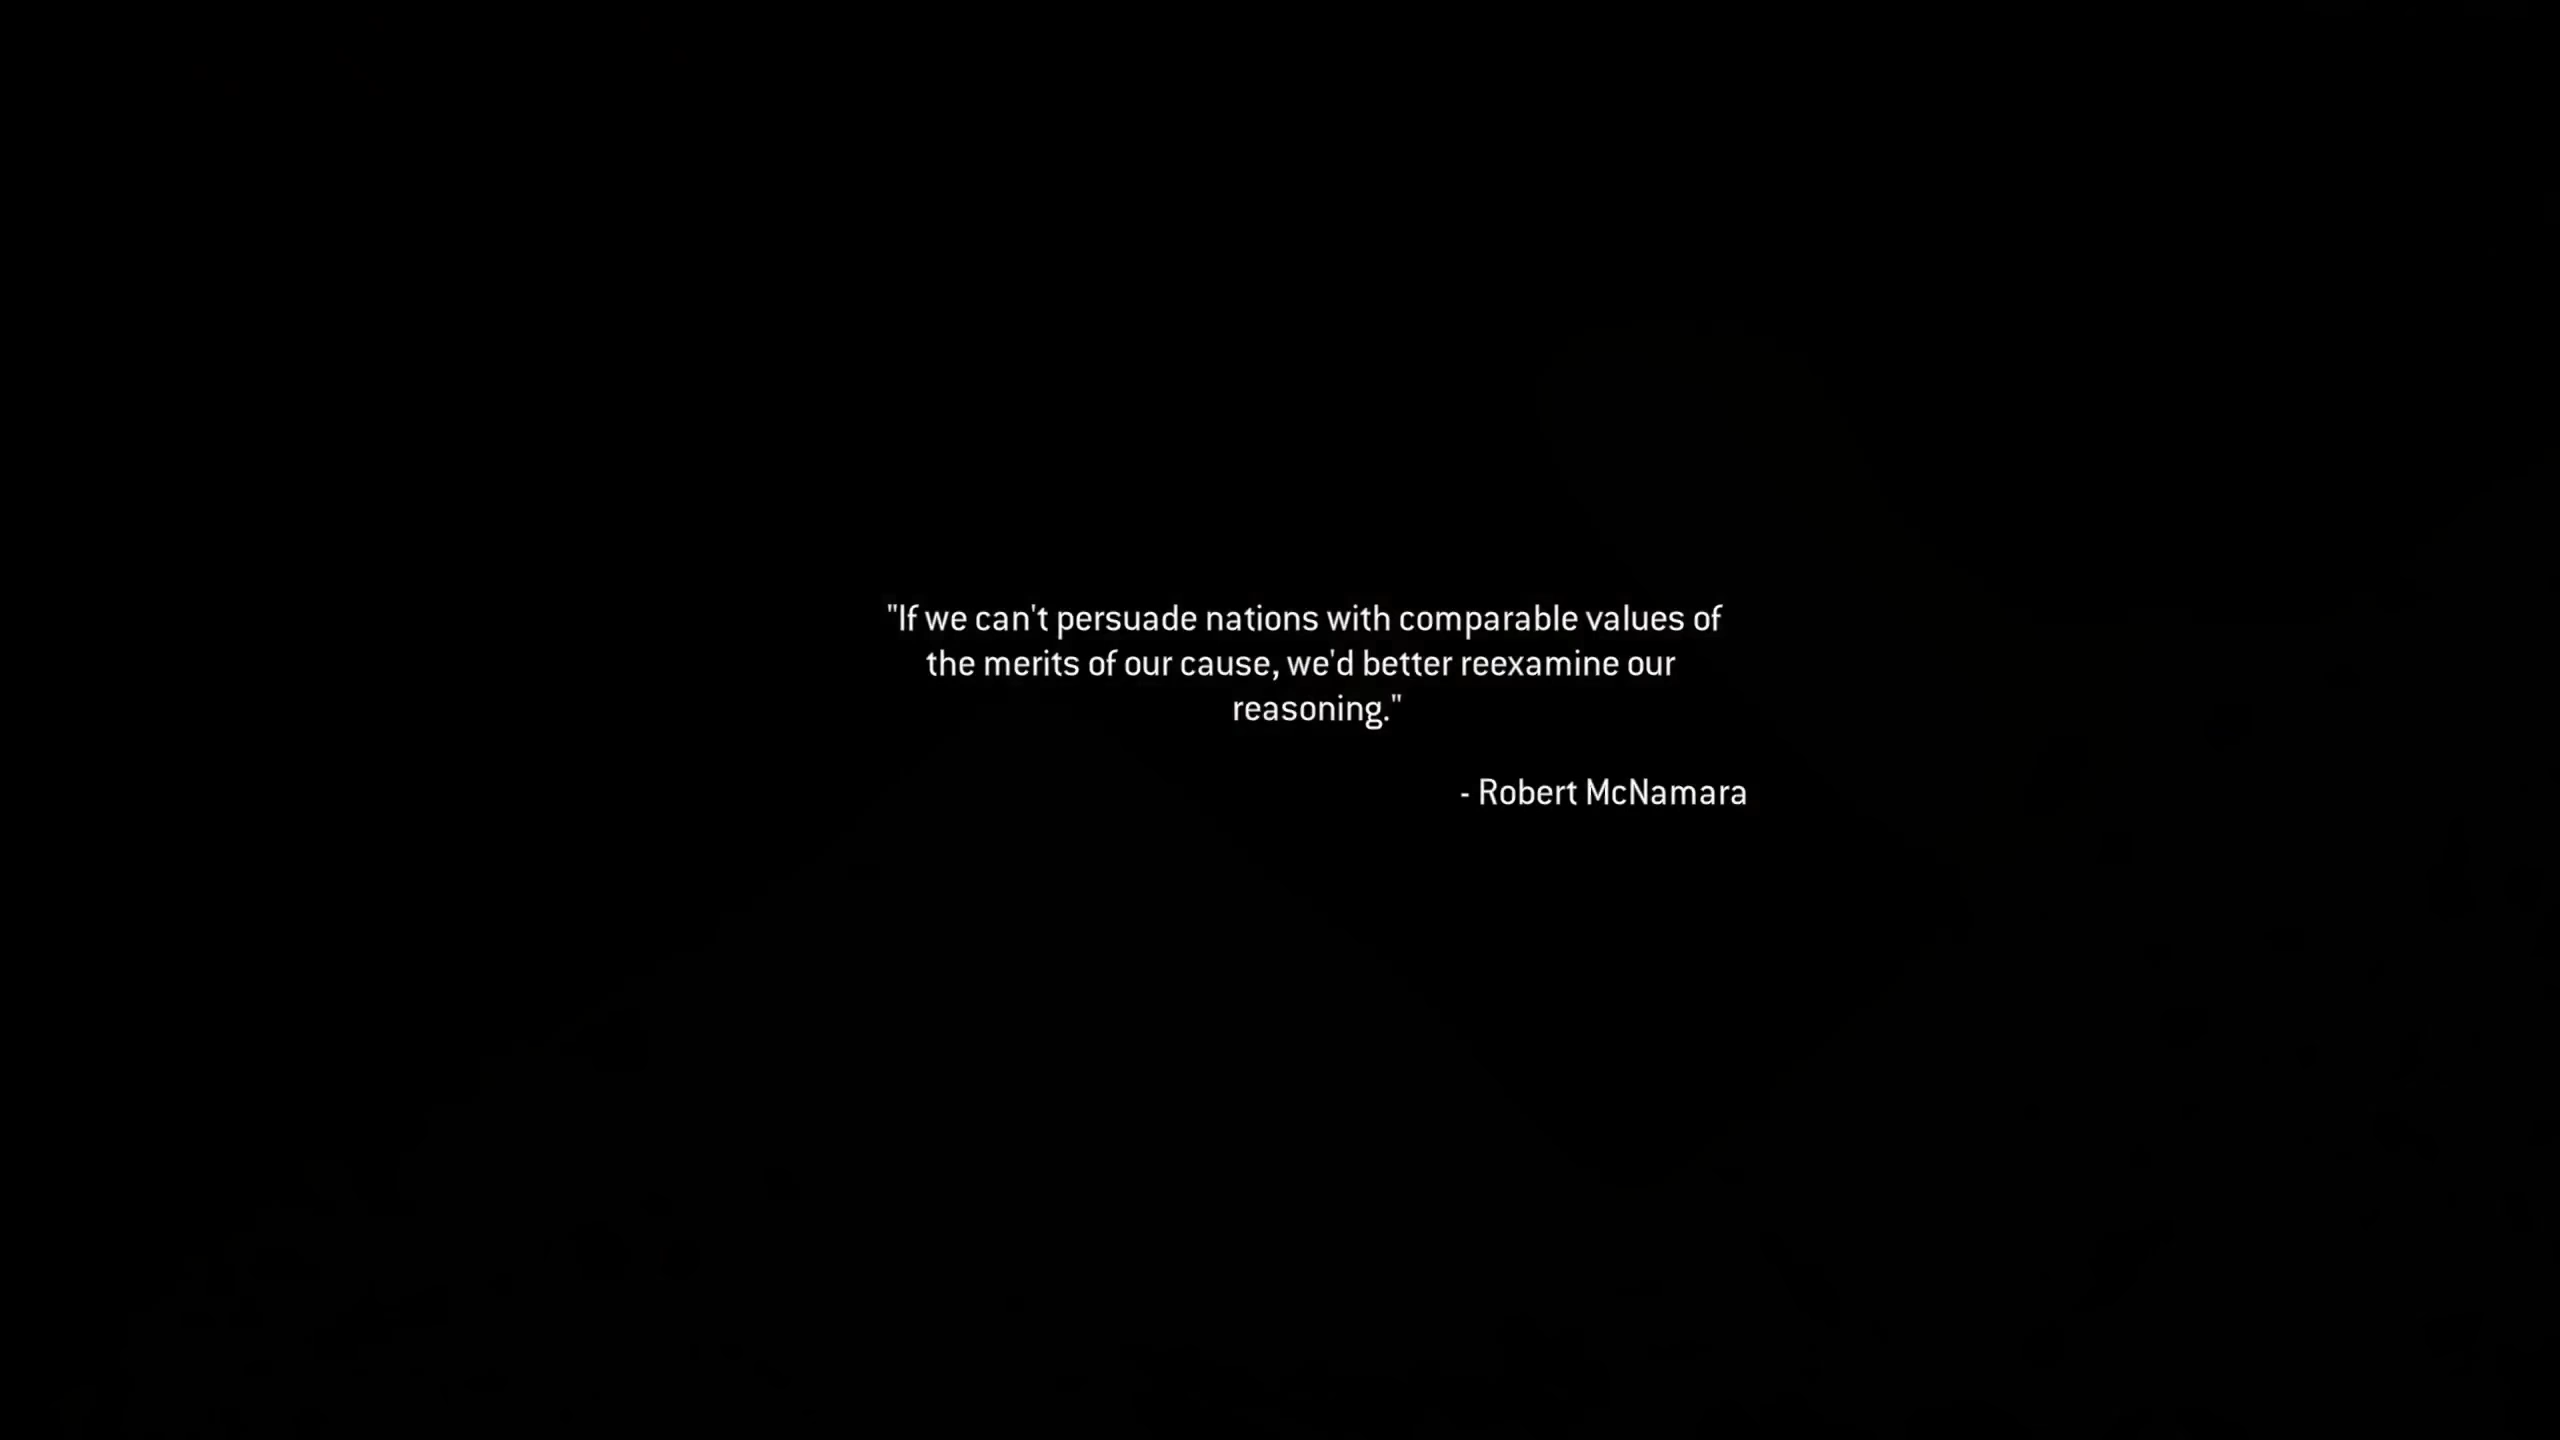 "If we can't persuade nations with comparable values of
the merits of our cause, we'd better reexamine our
reasoning."
- Robert McNamara